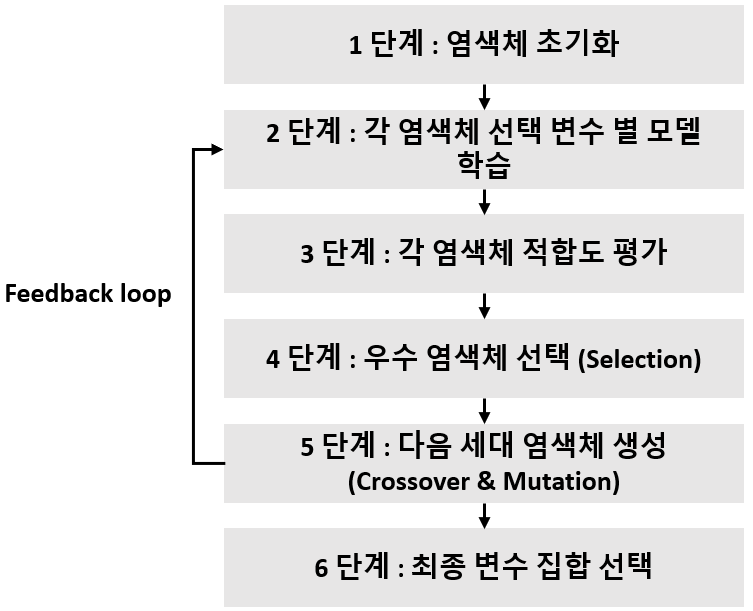 1 단계 : 염색체 초기화
2 단계 : 각 염색체 선택 변수 별 모델
학습
3 단계 : 각 염색체 적합도 평가
Feedback loop
4 단계 : 우수 염색체 선택 (Selection)
5 단계 : 다음 세대 염색체 생성
(Crossover & Mutation)
6 단계 : 최종 변수 집합 선택